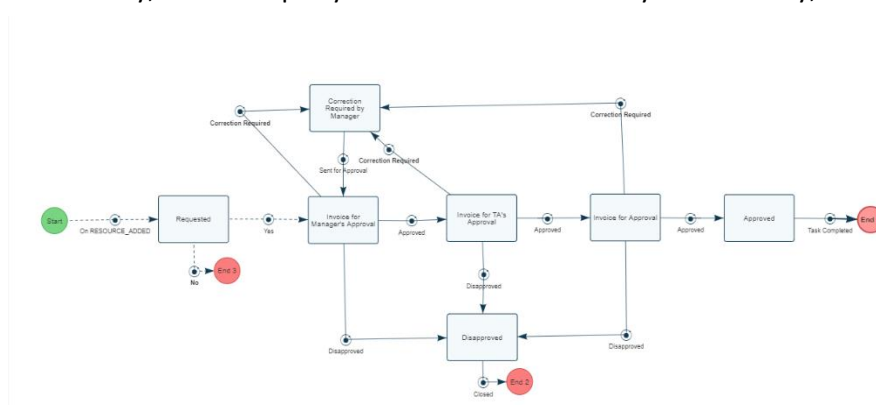 Correction
Required by
Manager
Correction Required
Correction Required
Sent for Approval
Correction Required
Start
On RESOURCE_ADDED
Requested
Yes
Invoice for
Manager's Approval
Approved
Invoice for TA's
Approval
Approved
Invoice for Approval
Approved
Approved
Task Completed
End
No
End 3
Disapproved
Disapproved
Disapproved
Disapproved
Closed
End 2